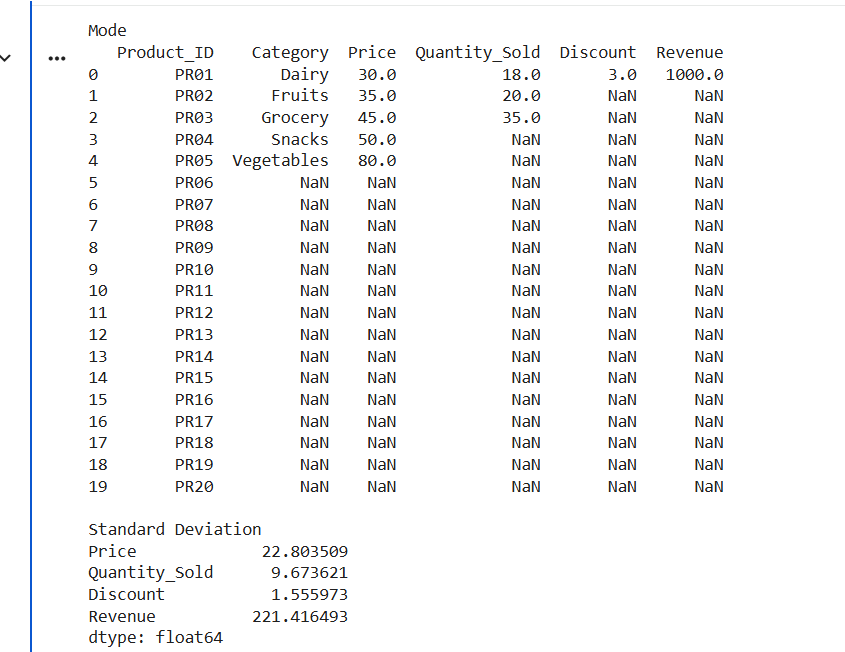 Mode
   Product_ID    Category  Price  Quantity_Sold  Discount  Revenue
0        PR01       Dairy   30.0           18.0       3.0   1000.0
1        PR02      Fruits   35.0           20.0       NaN      NaN
2        PR03     Grocery   45.0           35.0       NaN      NaN
3        PR04      Snacks   50.0            NaN       NaN      NaN
4        PR05  Vegetables   80.0            NaN       NaN      NaN
5        PR06         NaN    NaN            NaN       NaN      NaN
6        PR07         NaN    NaN            NaN       NaN      NaN
7        PR08         NaN    NaN            NaN       NaN      NaN
8        PR09         NaN    NaN            NaN       NaN      NaN
9        PR10         NaN    NaN            NaN       NaN      NaN
10       PR11         NaN    NaN            NaN       NaN      NaN
11       PR12         NaN    NaN            NaN       NaN      NaN
12       PR13         NaN    NaN            NaN       NaN      NaN
13       PR14         NaN    NaN            NaN       NaN      NaN
14       PR15         NaN    NaN            NaN       NaN      NaN
15       PR16         NaN    NaN            NaN       NaN      NaN
16       PR17         NaN    NaN            NaN       NaN      NaN
17       PR18         NaN    NaN            NaN       NaN      NaN
18       PR19         NaN    NaN            NaN       NaN      NaN
19       PR20         NaN    NaN            NaN       NaN      NaN
Standard Deviation
Price             22.803509
Quantity_Sold      9.673621
Discount           1.555973
Revenue          221.416493
dtype: float64